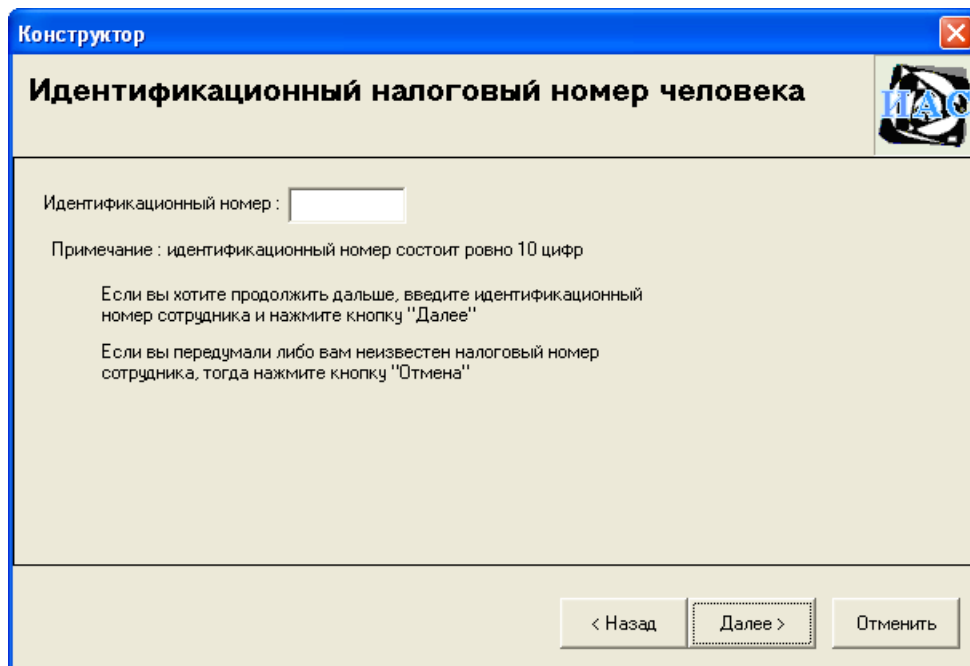 Конструктор
Идентификационный налоговый номер человека
ИАС
Идентификационный номер :
Примечание : идентификационный номер состоит ровно 10 цифр
Если вы хотите продолжить дальше, введите идентификационный
номер сотрудника и нажмите кнопку "Далее"
Если вы передумали либо вам неизвестен налоговый номер
сотрудника, тогда нажмите кнопку "Отмена"
< Назад
Далее >
Отменить